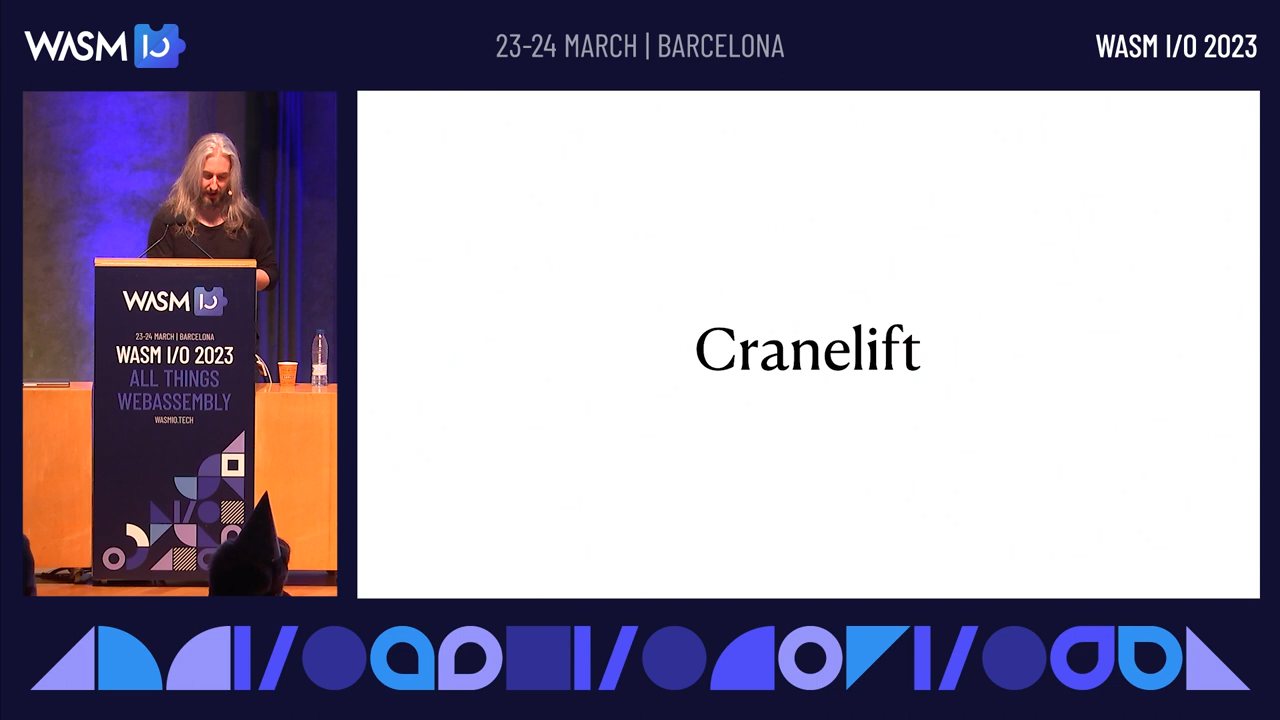 WASM I/O
23-24 MARCH | BARCELONA
WASM I/O 2023
WASM I/O
23-24 MARCH | BARCELONA
WASM I/O 2023
ALL THINGS
WEBASSEMBLY
WASMIO.TECH
I/O
Cranelift
I/O I/O I/O